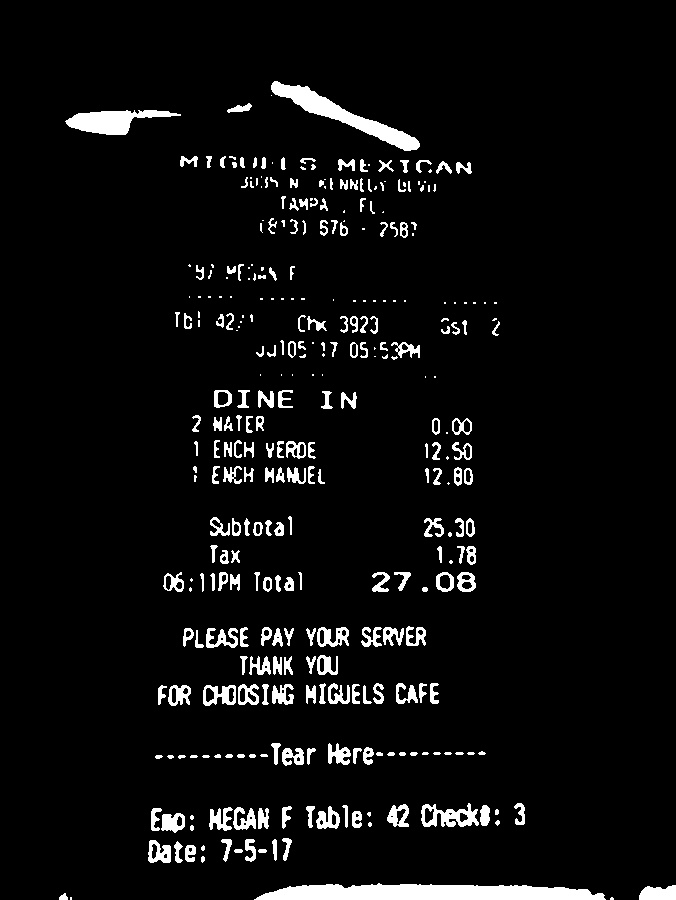 MIGUELS MEXICAN
3035 N. KENNEDY BLVD
TAMPA , FL.
(813) 876 - 2587
197 MEGAN F
Tbl 42/1 Chk 3923 Gst 2
Jul05'17 05:53PM
DINE IN
2 WATER 0.00
1 ENCH VERDE 12.50
1 ENCH MANUEL 12.80
Subtotal 25.30
Tax 1.78
06:11PM Total 27.08
PLEASE PAY YOUR SERVER
THANK YOU
FOR CHOOSING MIGUELS CAFE
----------Tear Here----------
Emp: MEGAN F Table: 42 Check#: 3
Date: 7-5-17